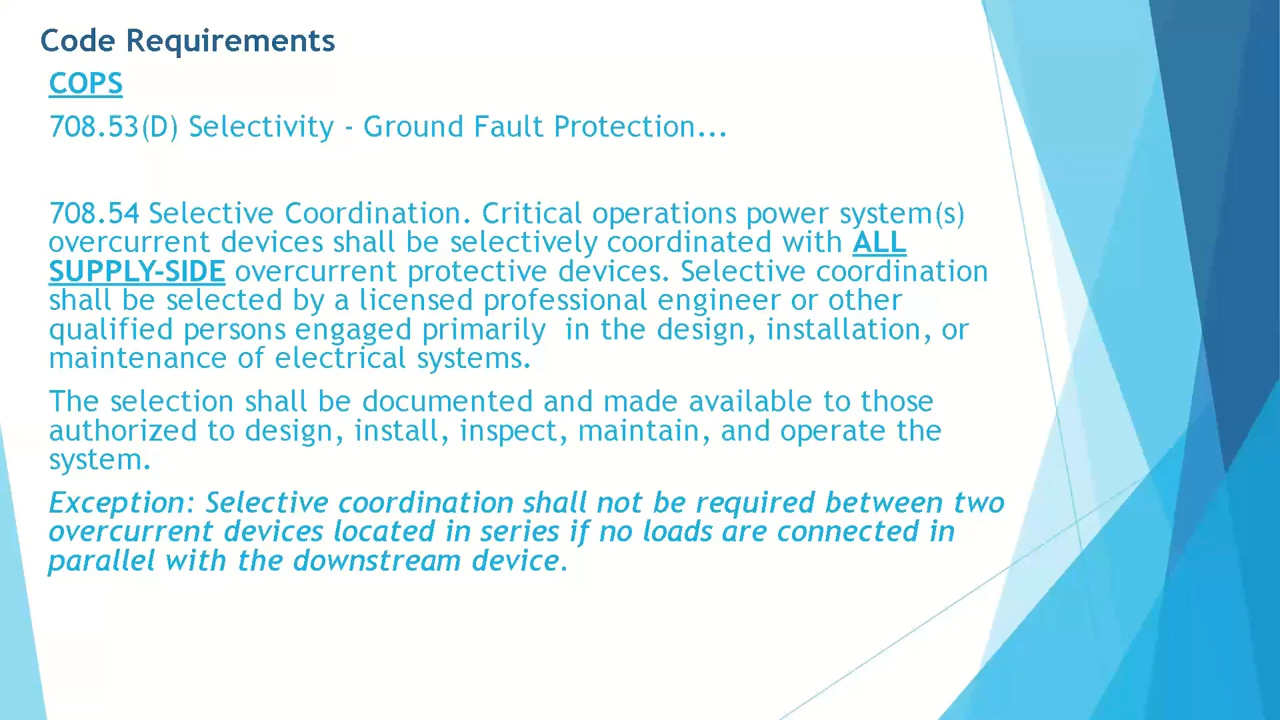 Code Requirements
COPS
708.53(D) Selectivity - Ground Fault Protection...
708.54 Selective Coordination. Critical operations power system(s)
overcurrent devices shall be selectively coordinated with ALL
SUPPLY-SIDE overcurrent protective devices. Selective coordination
shall be selected by a licensed professional engineer or other
qualified persons engaged primarily  in the design, installation, or
maintenance of electrical systems.
The selection shall be documented and made available to those
authorized to design, install, inspect, maintain, and operate the
system.
Exception: Selective coordination shall not be required between two
overcurrent devices located in series if no loads are connected in
parallel with the downstream device.